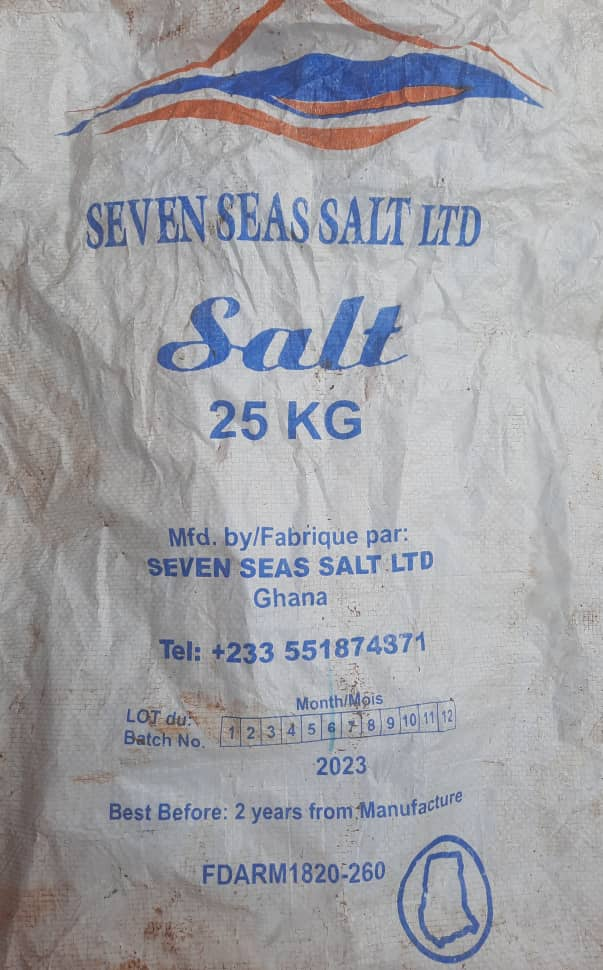 SEVEN SEAS SALT LTD
Salt
25 KG
Mfd. by/Fabrique par:
SEVEN SEAS SALT LTD
Ghana
Tel: +233 551874371
Month/Mois
LOT du:
Batch No.
1 2 3 4 5 6 7 8 9 10 11 12
2023
Best Before: 2 years from Manufacture
FDARM1820-260